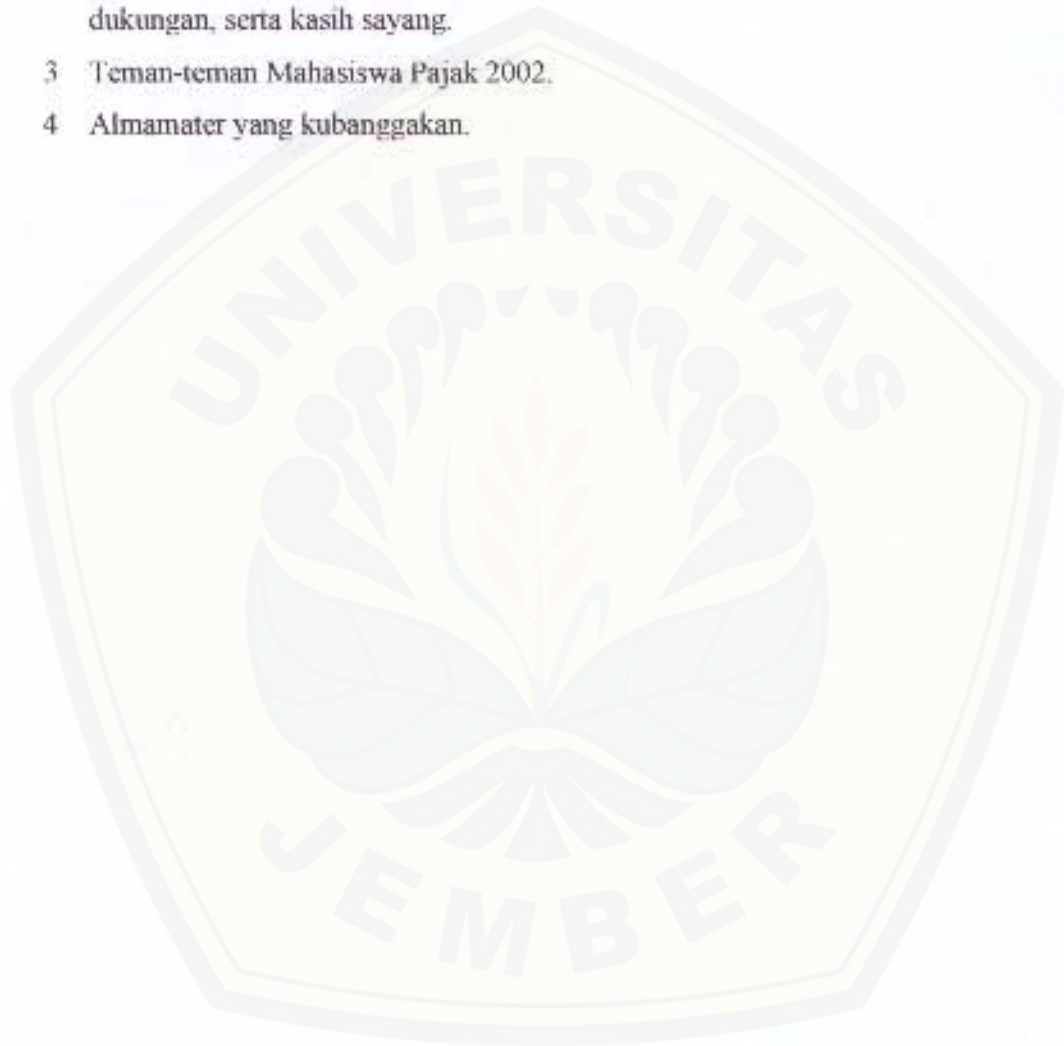 dukungan, serta kasih sayang.
3 Teman-teman Mahasiswa Pajak 2002.
4 Almamater yang kubanggakan.
UNIVERSITAS
JEMBER